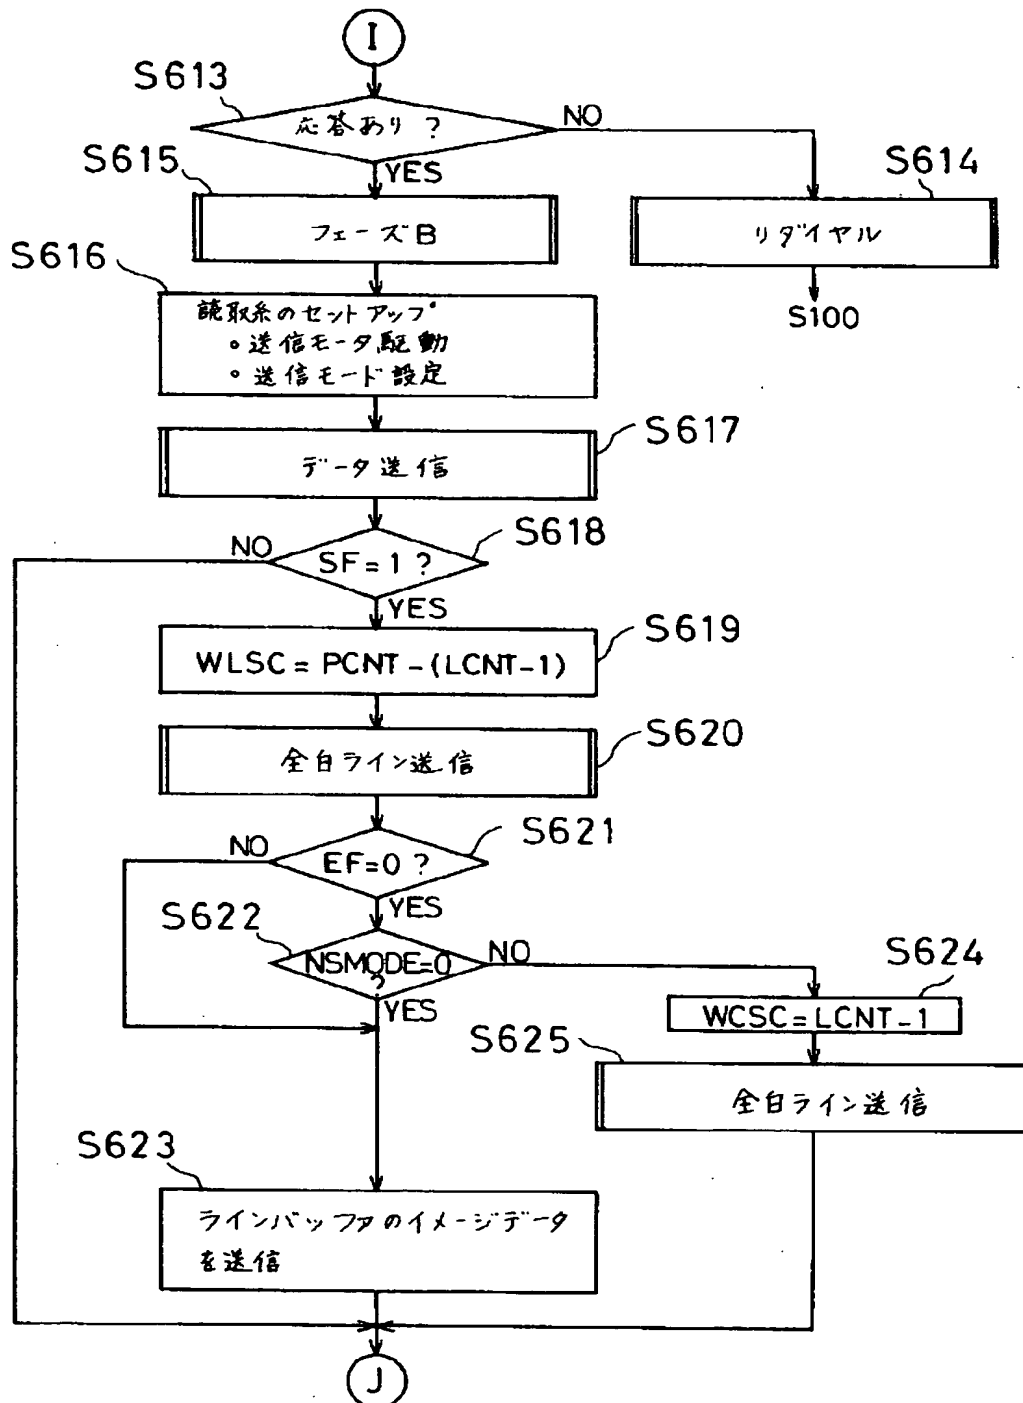 I
S613
応答あり?
NO
YES
S615
フェーズB
S614
リダイヤル
S100
S616
読取系のセットアップ
・送信モータ駆動
・送信モード設定
S617
データ送信
S618
NO
SF=1?
YES
S619
WLSC=PCNT-(LCNT-1)
S620
全白ライン送信
S621
NO
EF=0?
YES
S622
NSMODE=0
?
NO
YES
S624
WCSC=LCNT-1
S625
全白ライン送信
S623
ラインバッファのイメージデータ
を送信
J